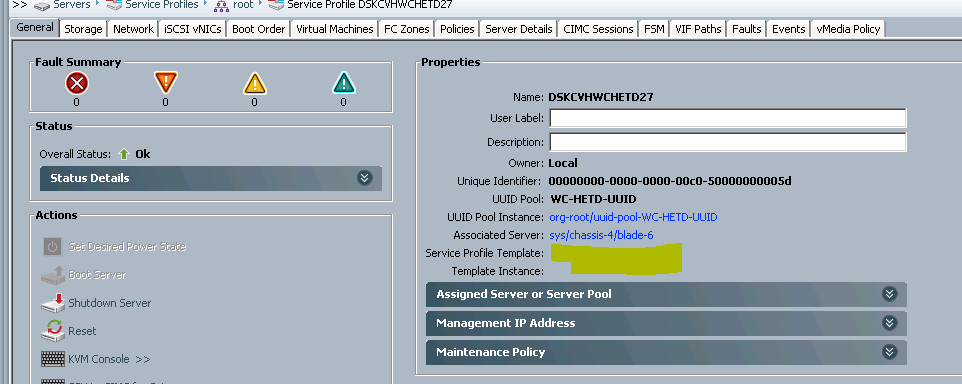 >> Servers Service Profiles root Service Profile DSKCVHWCHETD27
General Storage Network iSCSI vNICs Boot Order Virtual Machines FC Zones Policies Server Details CIMC Sessions FSM VIF Paths Faults Events vMedia Policy
Fault Summary
0 0 0 0
Status
Overall Status: Ok
Status Details
Actions
Set Desired Power State
Boot Server
Shutdown Server
Reset
KVM Console >>
Properties
Name: DSKCVHWCHETD27
User Label:
Description:
Owner: Local
Unique Identifier: 00000000-0000-0000-00c0-50000000005d
UUID Pool: WC-HETD-UUID
UUID Pool Instance: org-root/uuid-pool-WC-HETD-UUID
Associated Server: sys/chassis-4/blade-6
Service Profile Template:
Template Instance:
Assigned Server or Server Pool
Management IP Address
Maintenance Policy